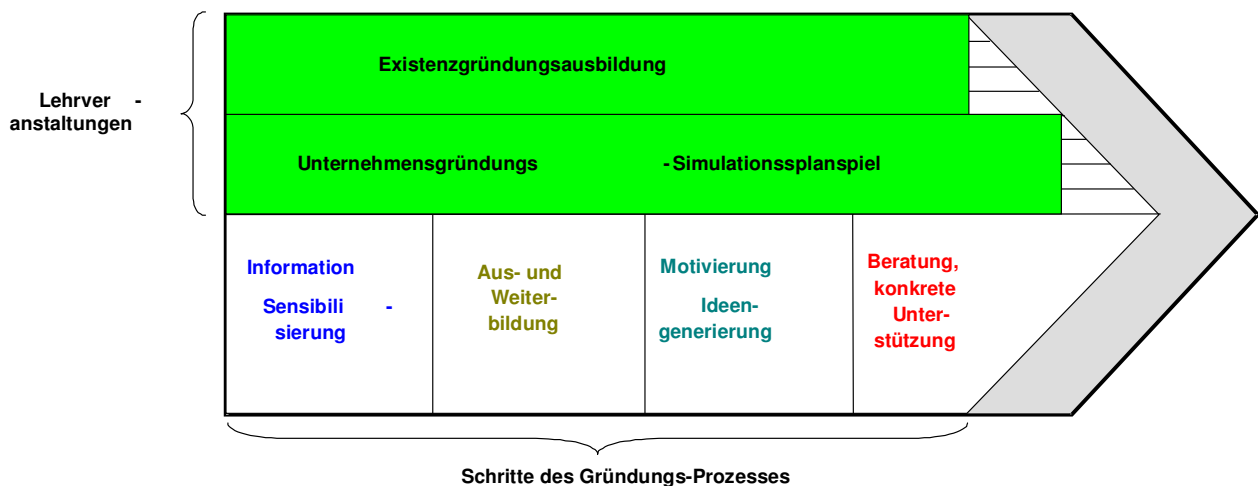 Existenzgründungsausbildung
Lehrver -
anstaltungen
Unternehmensgründungs -Simulationssplanspiel
Information
Sensibili -
sierung
Aus- und
Weiter-
bildung
Motivierung
Ideen-
generierung
Beratung,
konkrete
Unter-
stützung
Schritte des Gründungs-Prozesses